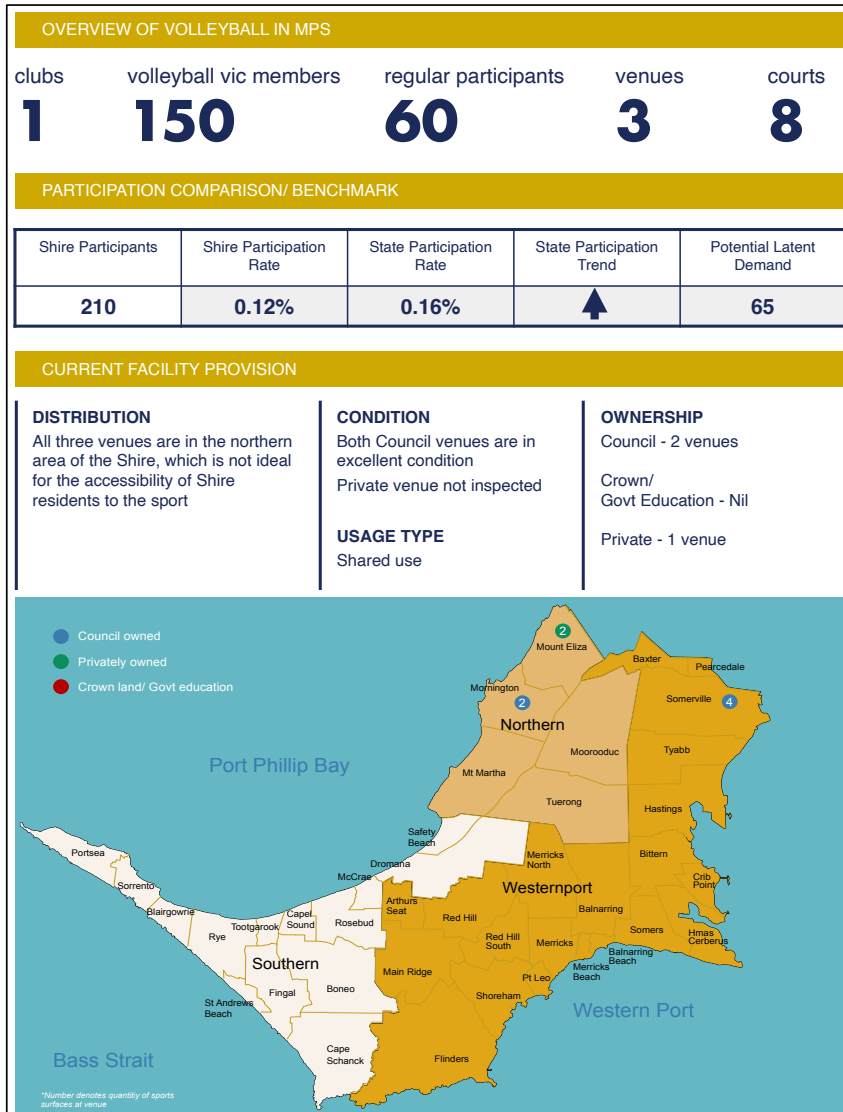 OVERVIEW OF VOLLEYBALL IN MPS
clubs volleyball vic members regular participants venues courts
1 150 60 3 8
PARTICIPATION COMPARISON/ BENCHMARK
Shire Participants
Shire Participation
Rate
State Participation
Rate
State Participation
Trend
Potential Latent
Demand
210 0.12% 0.16% 65
CURRENT FACILITY PROVISION
DISTRIBUTION
All three venues are in the northern
area of the Shire, which is not ideal
for the accessibility of Shire
residents to the sport
CONDITION
Both Council venues are in
excellent condition
Private venue not inspected
USAGE TYPE
Shared use
OWNERSHIP
Council - 2 venues
Crown/
Govt Education - Nil
Private - 1 venue
Council owned
Privately owned
Crown land/ Govt education
2
Mount Eliza
Baxter
Pearcedale
Mornington
2
Somerville
4
Northern
Moorooduc
Tyabb
Port Phillip Bay
Mt Martha
Tuerong
Hastings
Safety
Beach
Portsea
Dromana
Merricks
North
Bittern
McCrae
Crib
Point
Sorrento
Westernport
Arthurs
Seat
Blairgowrie
Capel
Sound
Balnarring
Tootgarook
Rosebud
Red Hill
Rye
Somers
Hmas
Cerberus
Red Hill
South
Merricks
Balnarring
Beach
Southern
Main Ridge
Merricks
Beach
Pt Leo
Fingal
Boneo
Shoreham
St Andrews
Beach
Western Port
Cape
Schanck
Flinders
Bass Strait
*Number denotes quantitiy of sports
surfaces at venue